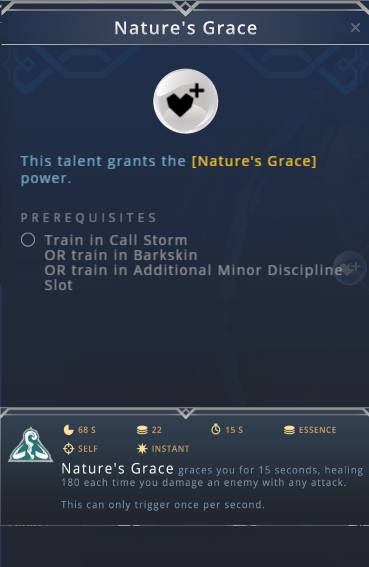 Nature's Grace
This talent grants the [Nature's Grace]
power.
PREREQUISITES
Train in Call Storm
OR train in Barkskin
OR train in Additional Minor Discipline
Slot
68 S 22 15 S ESSENCE
SELF INSTANT
Nature's Grace graces you for 15 seconds, healing
180 each time you damage an enemy with any attack.
This can only trigger once per second.